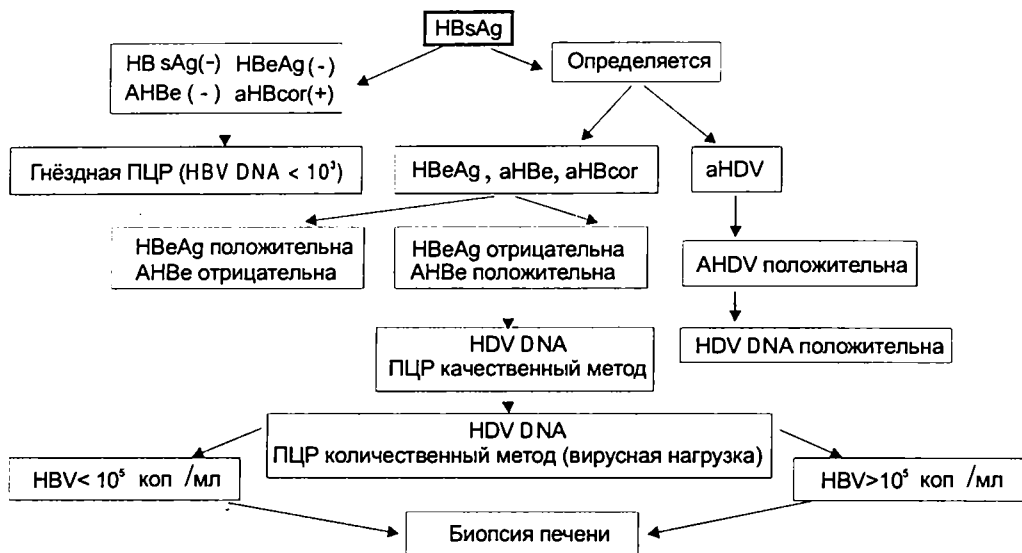 HBsAg
HBsAg(-) HBeAg(-)
AHBe (-) aHBcor(+)
Определяется
Гнёздная ПЦР (HBV DNA < 10³)
HBeAg, aHBe, aHBcor
aHDV
HBeAg положительна
AHBe отрицательна
HBeAg отрицательна
AHBe положительна
AHDV положительна
HDV DNA
ПЦР качественный метод
HDV DNA положительна
HDV DNA
ПЦР количественный метод (вирусная нагрузка)
HBV< 10⁵ коп /мл
HBV>10⁵ коп /мл
Биопсия печени